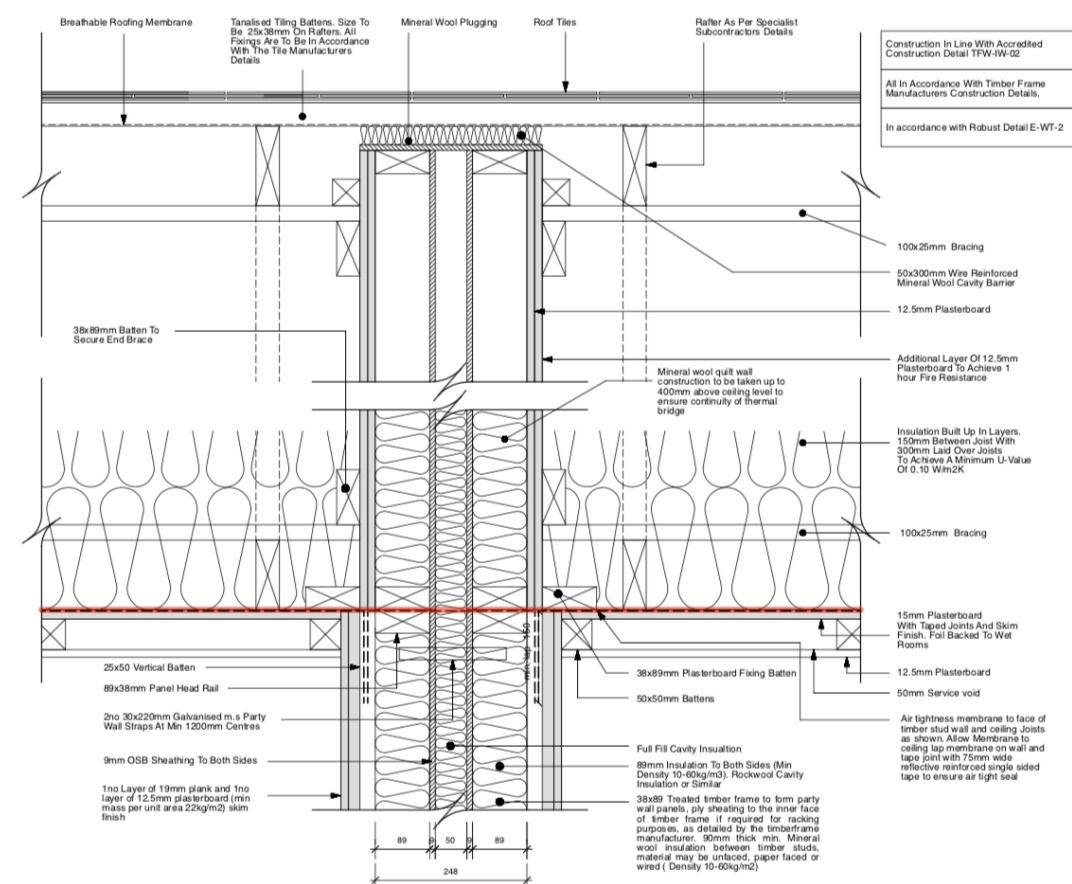 Breathable Roofing Membrane
Tanalised Tiling Battens. Size To
Be 25x38mm On Rafters. All
Fixings Are To Be In Accordance
With The Tile Manufacturers
Details
Mineral Wool Plugging
Roof Tiles
Rafter As Per Specialist
Subcontractors Details
Construction In Line With Accredited
Construction Detail TFW-IW-02
All In Accordance With Timber Frame
Manufacturers Construction Details.
In accordance with Robust Detail E-WT-2
100x25mm Bracing
50x300mm Wire Reinforced
Mineral Wool Cavity Barrier
12.5mm Plasterboard
38x89mm Batten To
Secure End Brace
Additional Layer Of 12.5mm
Plasterboard To Achieve 1
hour Fire Resistance
Mineral wool quilt wall
construction to be taken up to
400mm above ceiling level to
ensure continuity of thermal
bridge
Insulation Built Up In Layers.
150mm Between Joist With
300mm Laid Over Joists
To Achieve A Minimum U-Value
Of 0.10 W/m2K
100x25mm Bracing
15mm Plasterboard
With Taped Joints And Skim
Finish. Foil Backed To Wet
Rooms
min. lap 150
25x50 Vertical Batten
38x89mm Plasterboard Fixing Batten
12.5mm Plasterboard
89x38mm Panel Head Rail
50x50mm Battens
50mm Service void
2no 30x220mm Galvanised m.s Party
Wall Straps At Min 1200mm Centres
Air tightness membrane to face of
timber stud wall and ceiling Joists
as shown. Allow Membrane to
ceiling lap membrane on wall and
tape joint with 75mm wide
reflective reinforced single sided
tape to ensure air tight seal
Full Fill Cavity Insualtion
9mm OSB Sheathing To Both Sides
89mm Insulation To Both Sides (Min
Density 10-60kg/m3). Rockwool Cavity
Insulation or Similar
1no Layer of 19mm plank and 1no
layer of 12.5mm plasterboard (min
mass per unit area 22kg/m2) skim
finish
38x89 Treated timber frame to form party
wall panels, ply sheating to the inner face
of timber frame if required for racking
purposes, as detailed by the timberframe
manufacturer. 90mm thick min. Mineral
wool insulation between timber studs,
material may be unfaced, paper faced or
wired ( Density 10-60kg/m2)
89 9 50 9 89
248